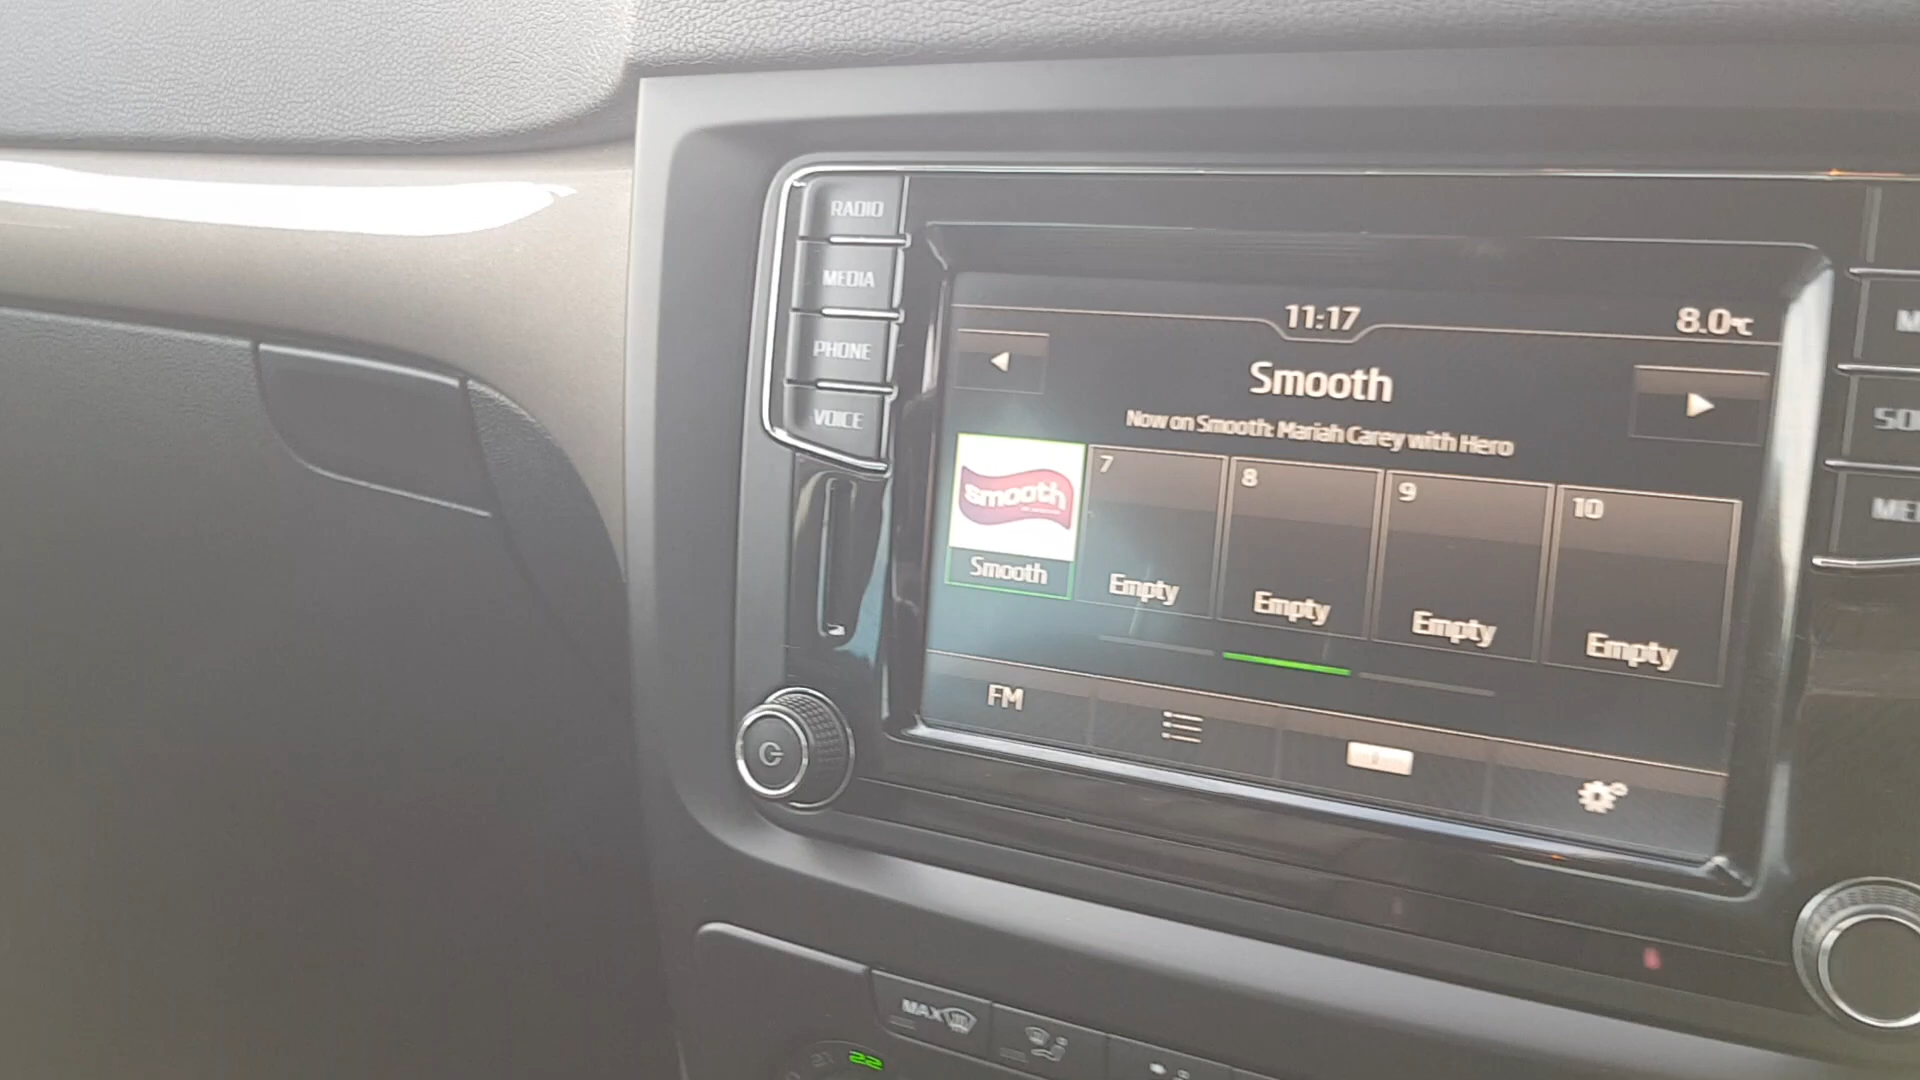 RADIO
MEDIA
PHONE
VOICE
11:17
8.0°C
Smooth
Now on Smooth: Mariah Carey with Hero
smooth
Smooth
7
Empty
8
Empty
9
Empty
10
Empty
FM
MAX
22